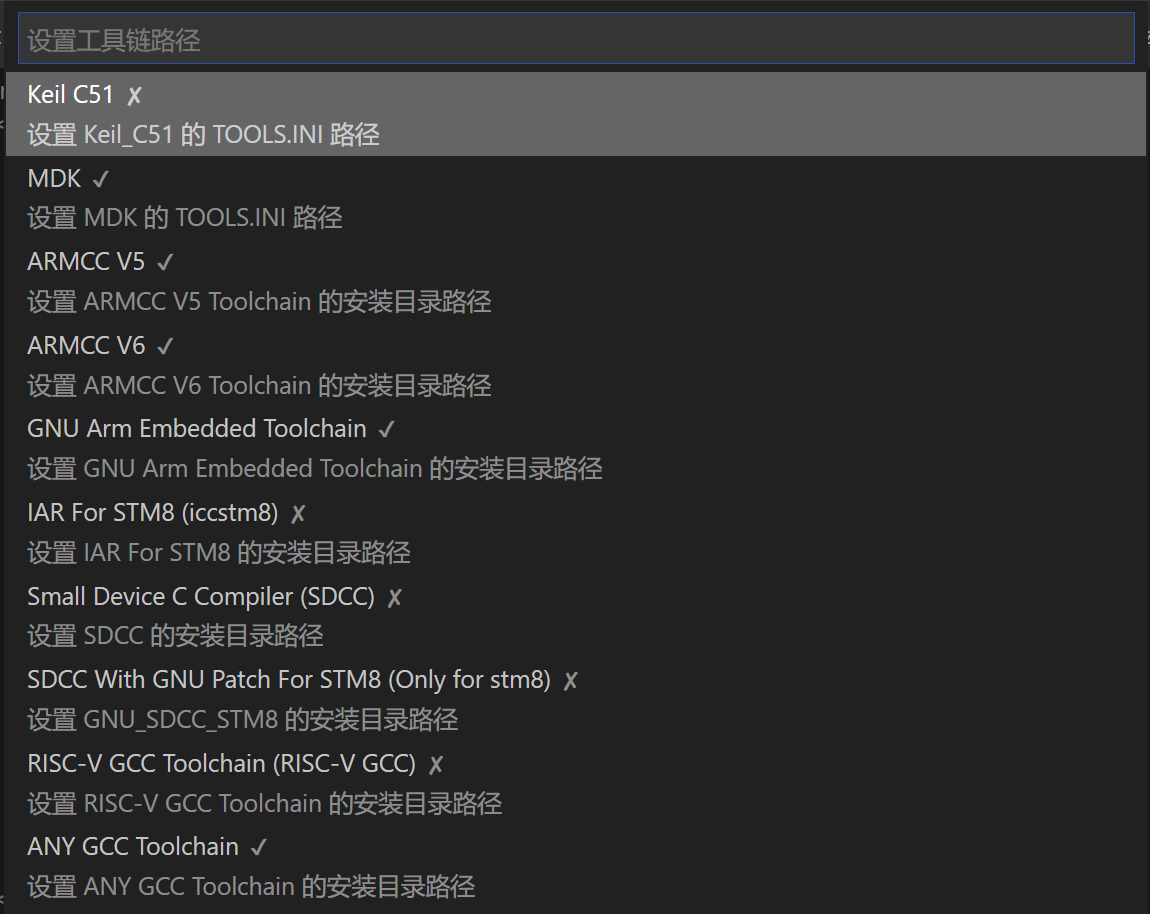 设置工具链路径
Keil C51 ✗
设置 Keil_C51 的 TOOLS.INI 路径
MDK ✓
设置 MDK 的 TOOLS.INI 路径
ARMCC V5 ✓
设置 ARMCC V5 Toolchain 的安装目录路径
ARMCC V6 ✓
设置 ARMCC V6 Toolchain 的安装目录路径
GNU Arm Embedded Toolchain ✓
设置 GNU Arm Embedded Toolchain 的安装目录路径
IAR For STM8 (iccstm8) ✗
设置 IAR For STM8 的安装目录路径
Small Device C Compiler (SDCC) ✗
设置 SDCC 的安装目录路径
SDCC With GNU Patch For STM8 (Only for stm8) ✗
设置 GNU_SDCC_STM8 的安装目录路径
RISC-V GCC Toolchain (RISC-V GCC) ✗
设置 RISC-V GCC Toolchain 的安装目录路径
ANY GCC Toolchain ✓
设置 ANY GCC Toolchain 的安装目录路径